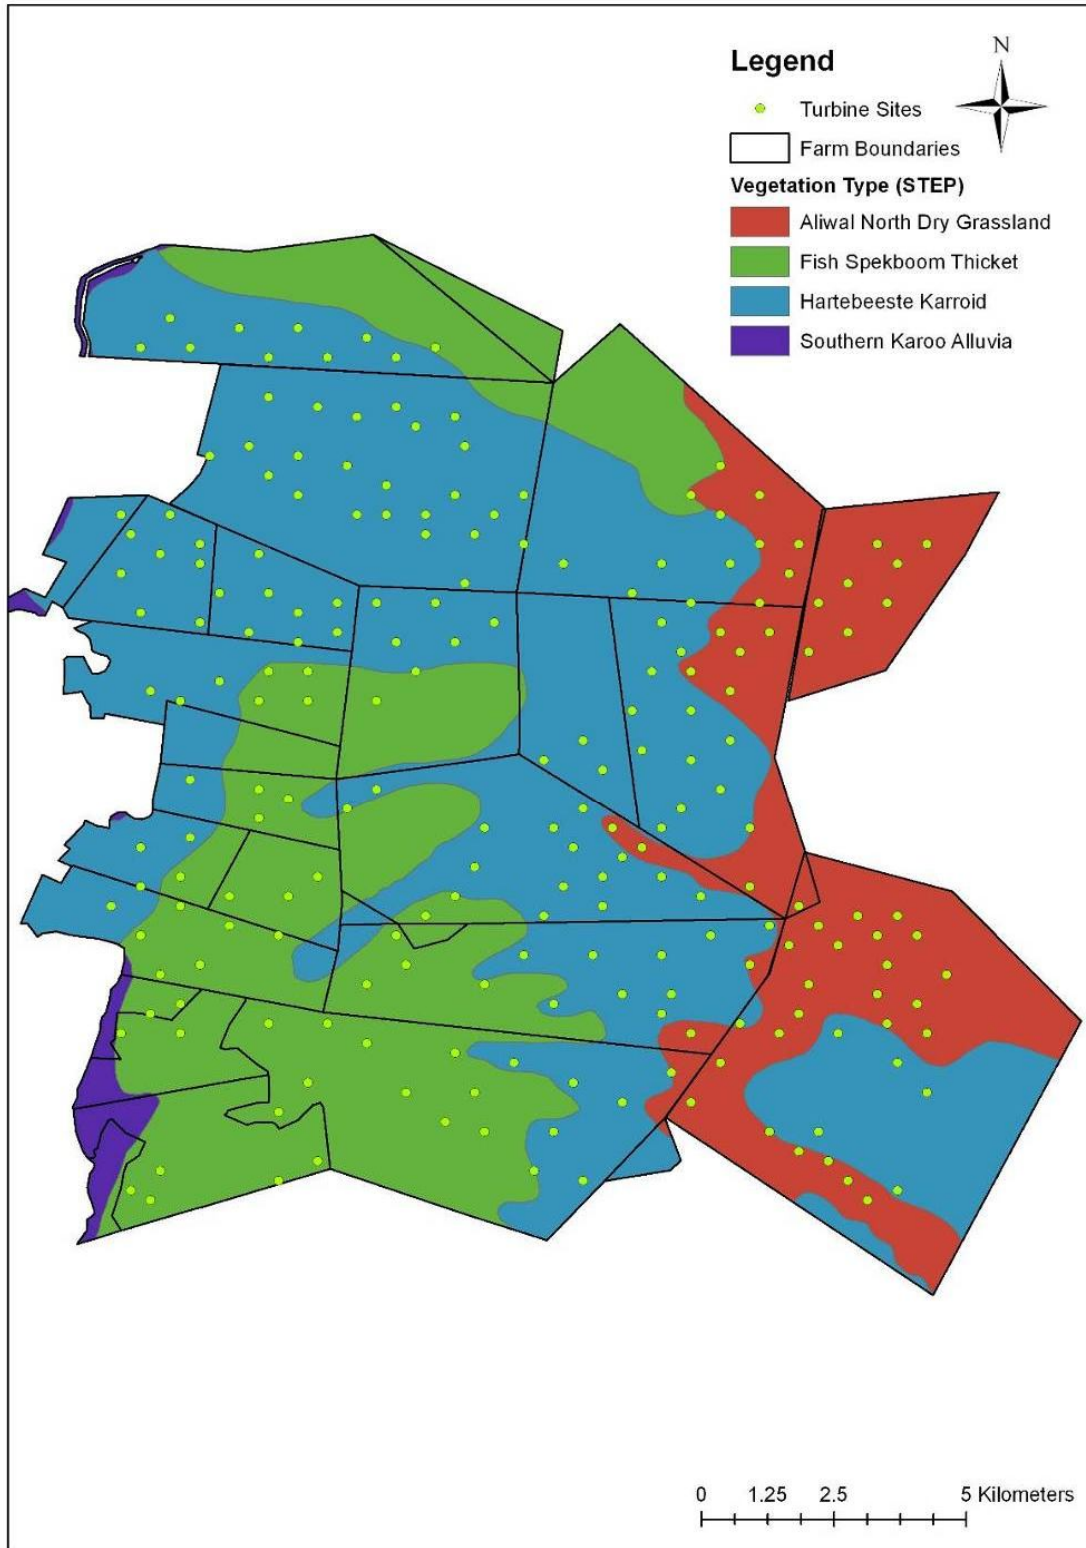 N
Legend
Turbine Sites
Farm Boundaries
Vegetation Type (STEP)
Aliwal North Dry Grassland
Fish Spekboom Thicket
Hartebeeste Karroid
Southern Karoo Alluvia
0 1.25 2.5 5 Kilometers